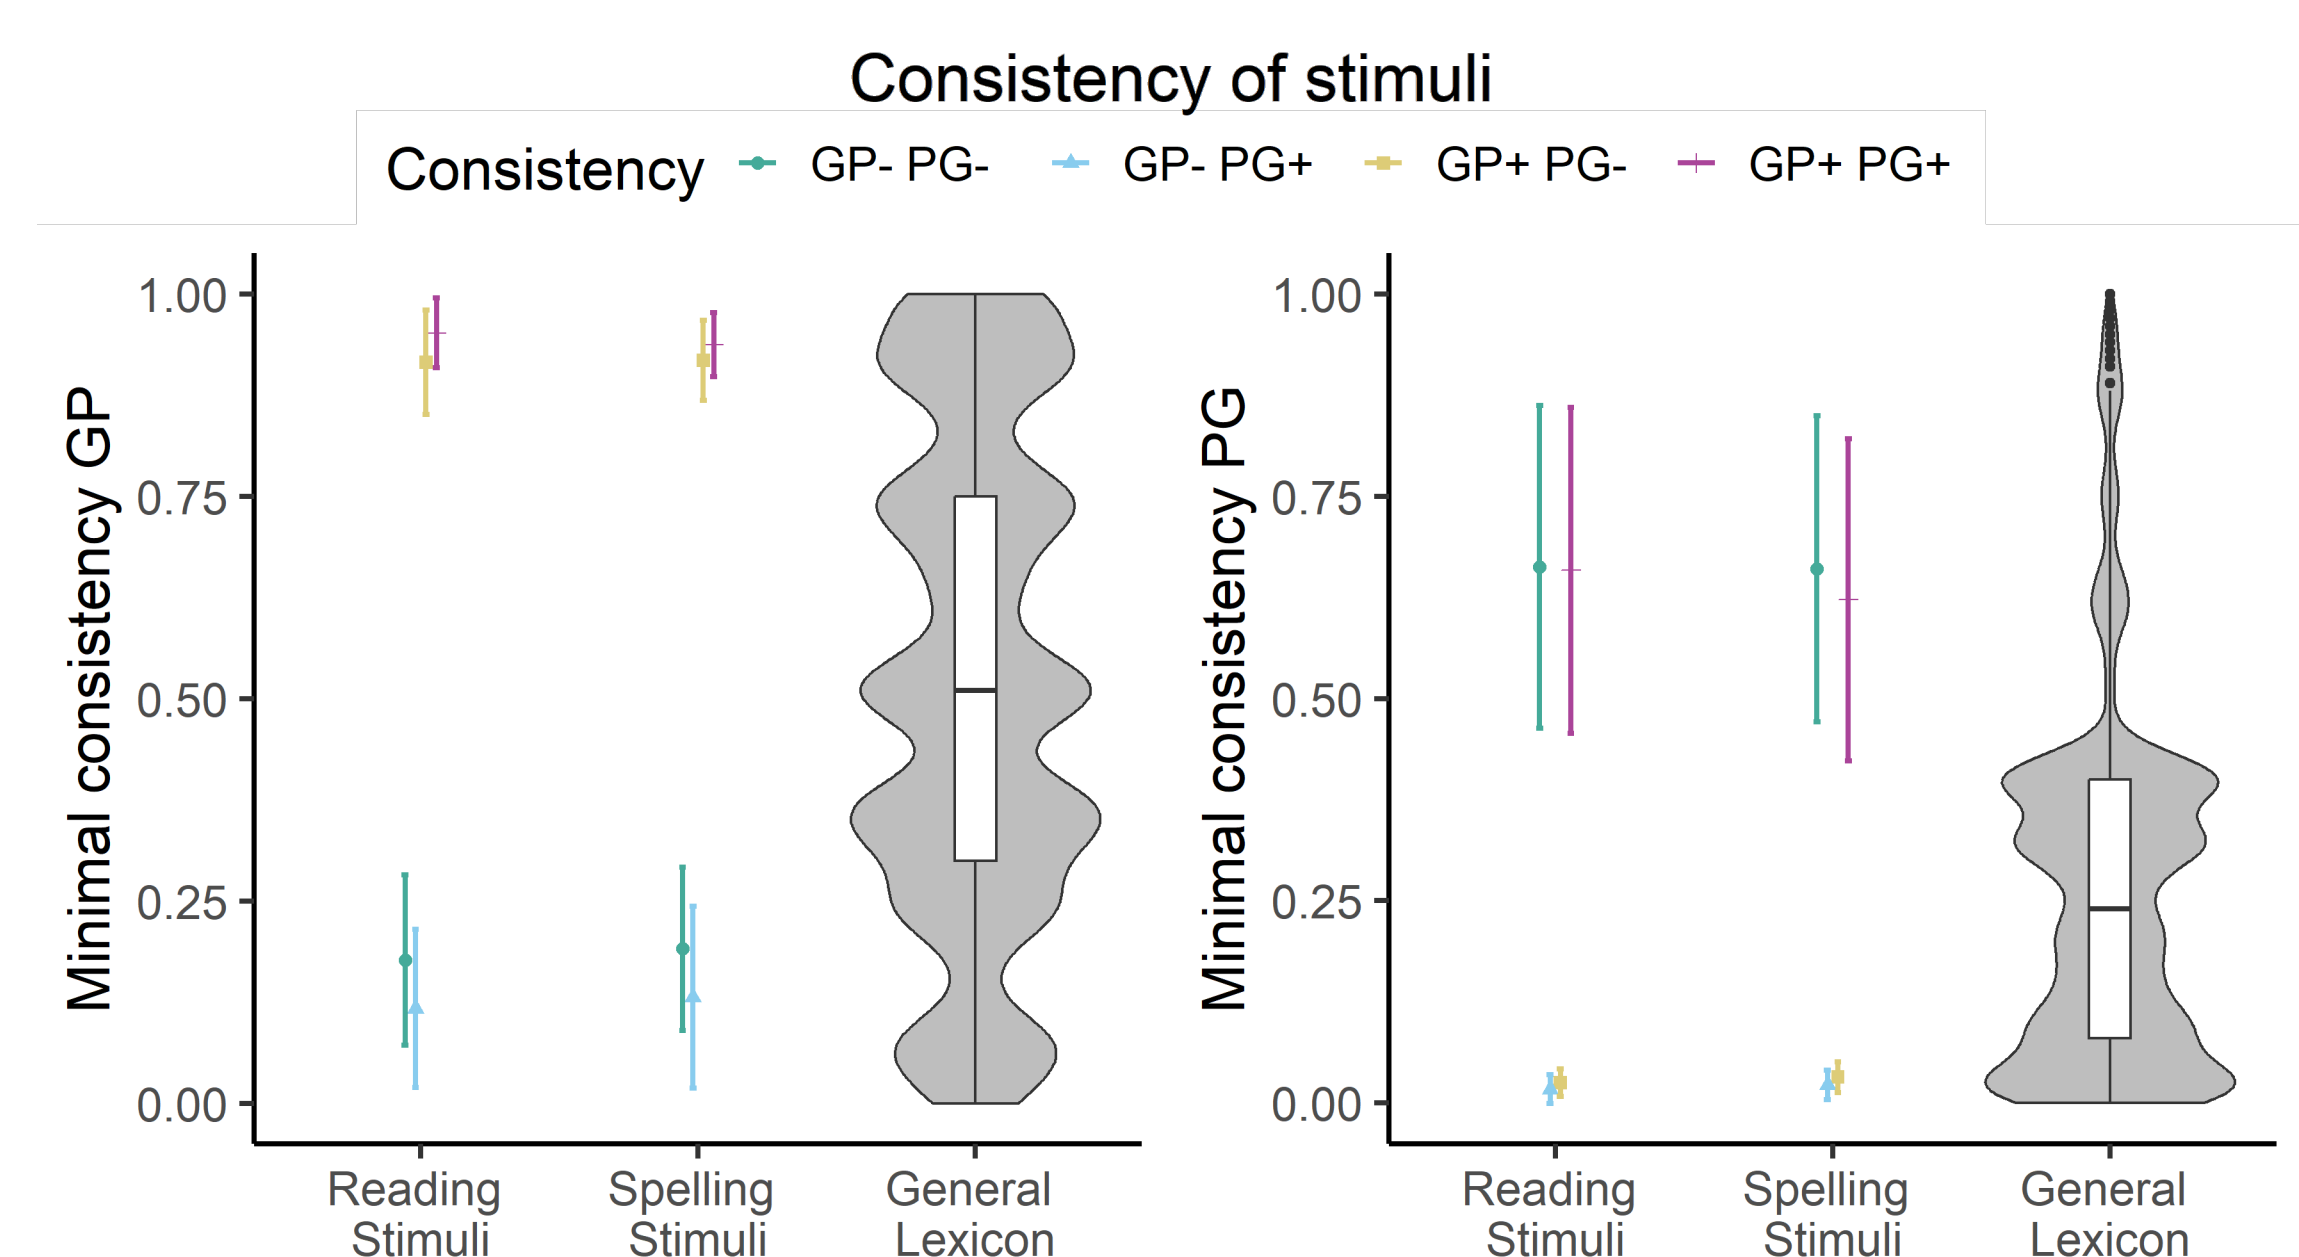 Consistency of stimuli
Consistency GP- PG- GP- PG+ GP+ PG- GP+ PG+
Minimal consistency GP
1.00
0.75
0.50
0.25
0.00
Reading Stimuli
Spelling Stimuli
General Lexicon
Minimal consistency PG
1.00
0.75
0.50
0.25
0.00
Reading Stimuli
Spelling Stimuli
General Lexicon